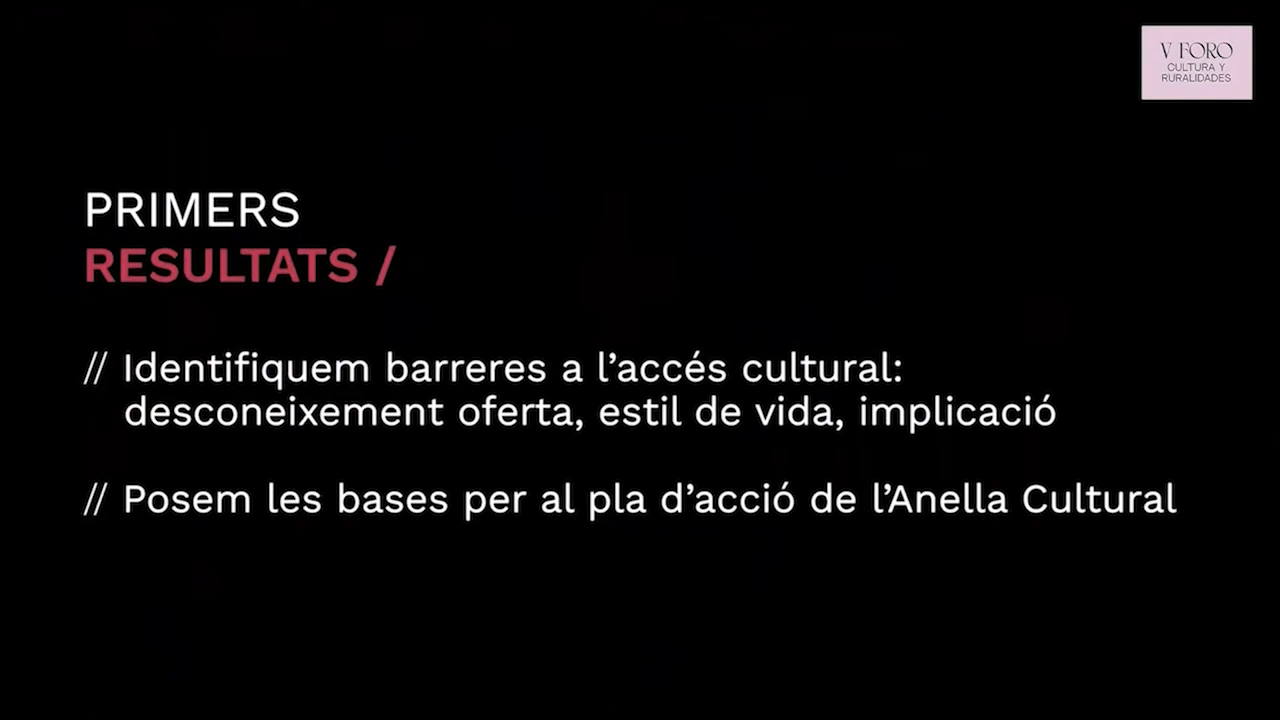 V FORO
CULTURA Y
RURALIDADES
PRIMERS
RESULTATS /
// Identifiquem barreres a l’accés cultural:
desconeixement oferta, estil de vida, implicació
// Posem les bases per al pla d’acció de l’Anella Cultural